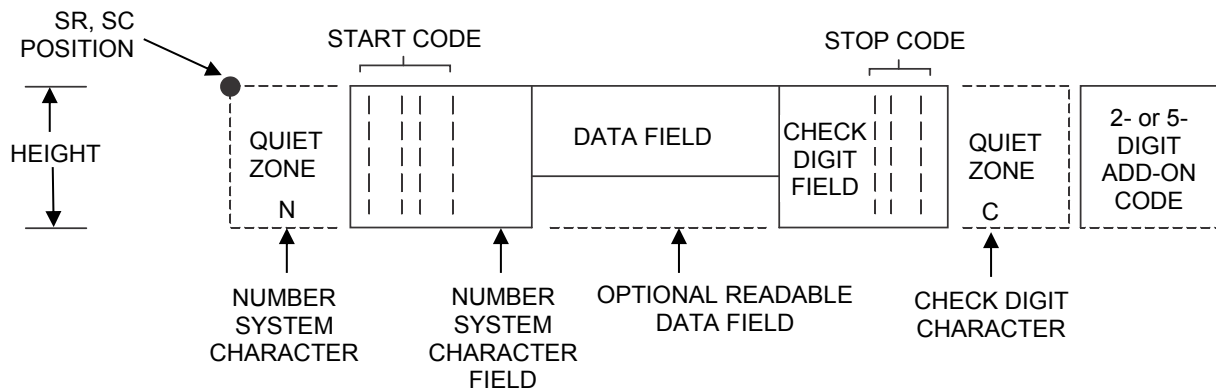 SR, SC
POSITION
START CODE
STOP CODE
HEIGHT
QUIET
ZONE
N
DATA FIELD
CHECK
DIGIT
FIELD
QUIET
ZONE
C
2- or 5-
DIGIT
ADD-ON
CODE
NUMBER
SYSTEM
CHARACTER
NUMBER
SYSTEM
CHARACTER
FIELD
OPTIONAL READABLE
DATA FIELD
CHECK DIGIT
CHARACTER